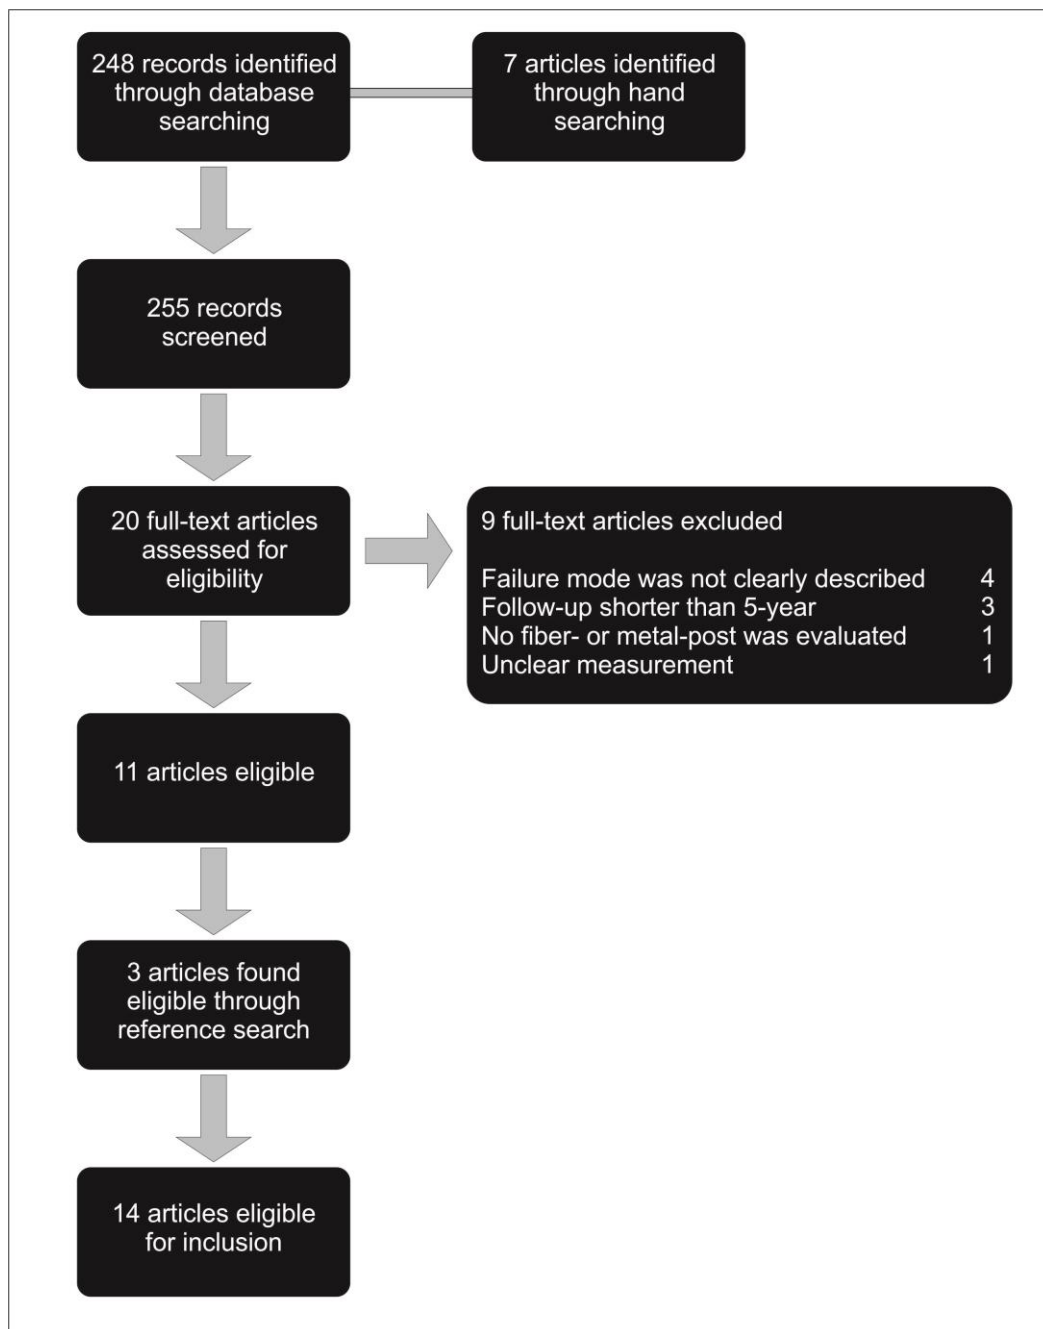 248 records identified
through database
searching
7 articles identified
through hand
searching
255 records
screened
20 full-text articles
assessed for
eligibility
9 full-text articles excluded
Failure mode was not clearly described 4
Follow-up shorter than 5-year 3
No fiber- or metal-post was evaluated 1
Unclear measurement 1
11 articles eligible
3 articles found
eligible through
reference search
14 articles eligible
for inclusion